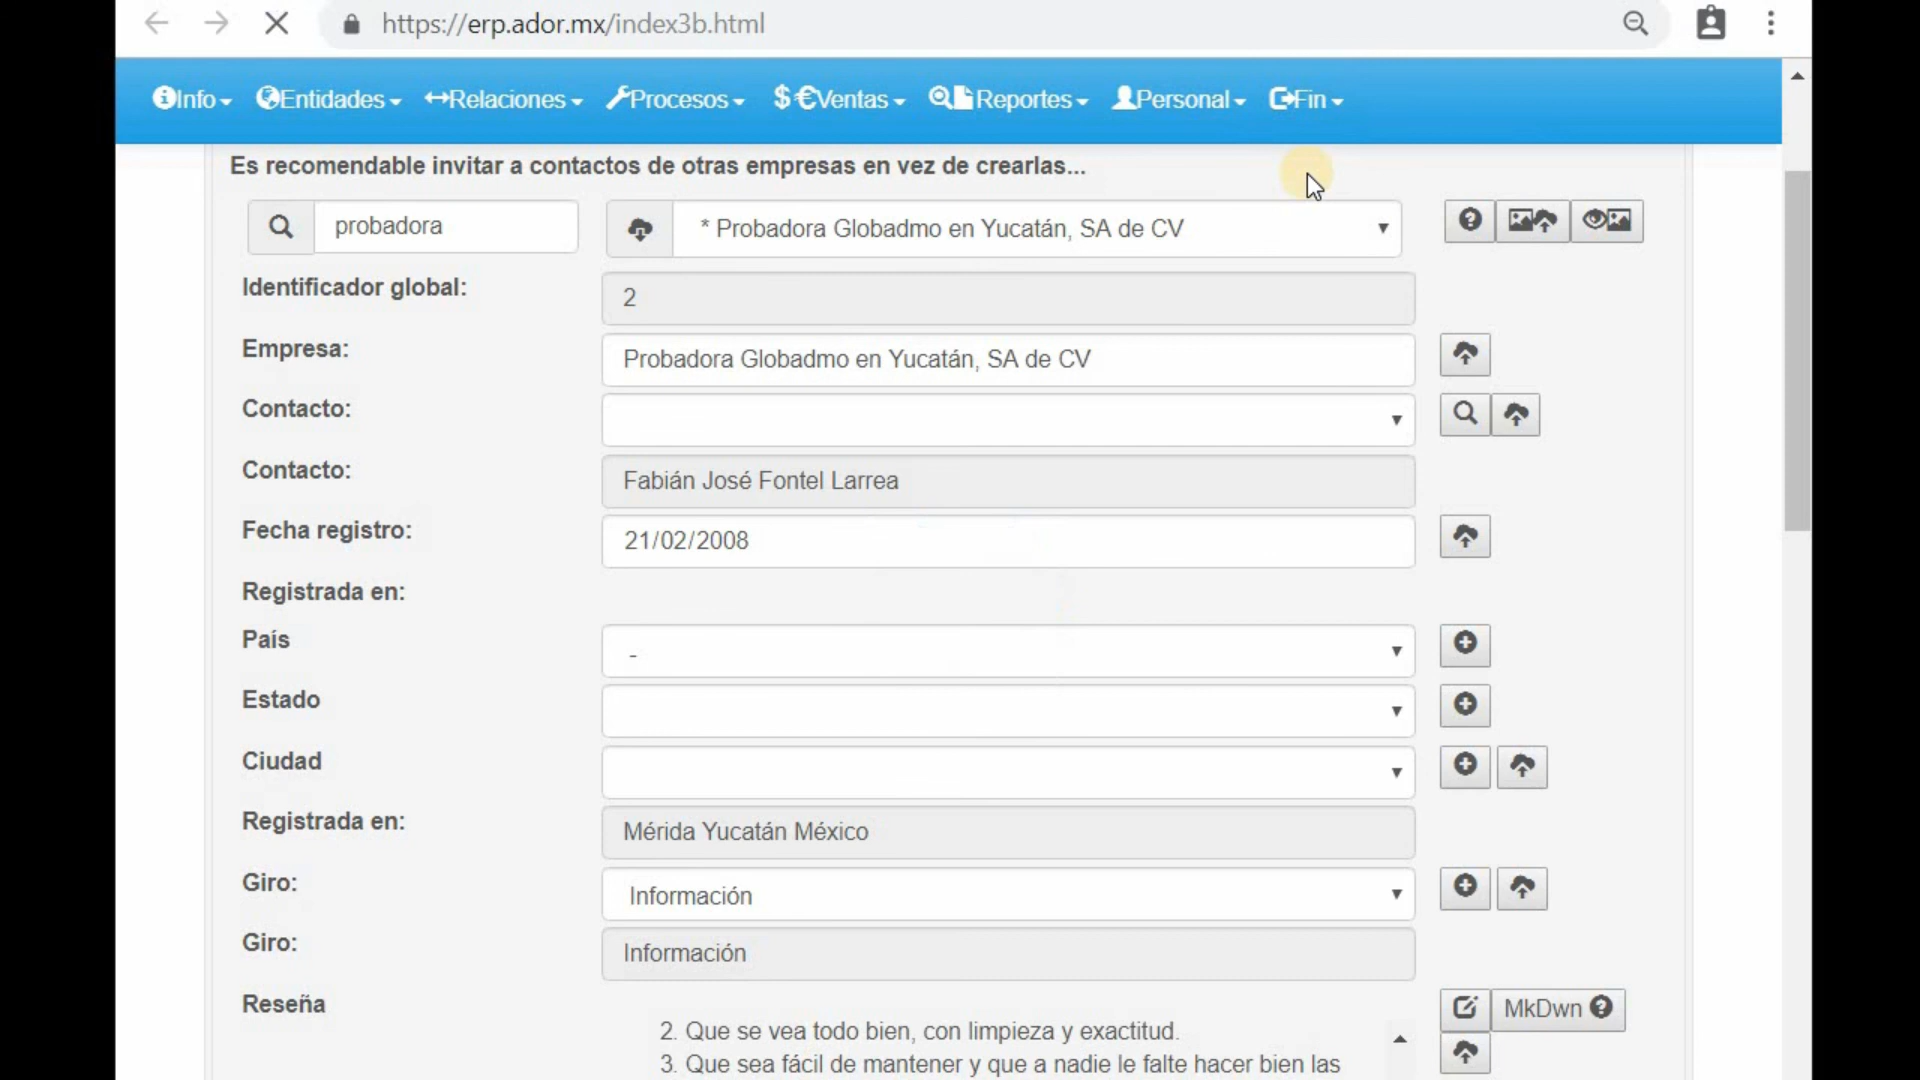 https://erp.ador.mx/index3b.html
Info Entidades Relaciones Procesos $€Ventas Reportes Personal Fin
Es recomendable invitar a contactos de otras empresas en vez de crearlas...
probadora * Probadora Globadmo en Yucatán, SA de CV
Identificador global: 2
Empresa: Probadora Globadmo en Yucatán, SA de CV
Contacto:
Contacto: Fabián José Fontel Larrea
Fecha registro: 21/02/2008
Registrada en:
País -
Estado
Ciudad
Registrada en: Mérida Yucatán México
Giro: Información
Giro: Información
Reseña MkDwn
2. Que se vea todo bien, con limpieza y exactitud.
3. Que sea fácil de mantener y que a nadie le falte hacer bien las